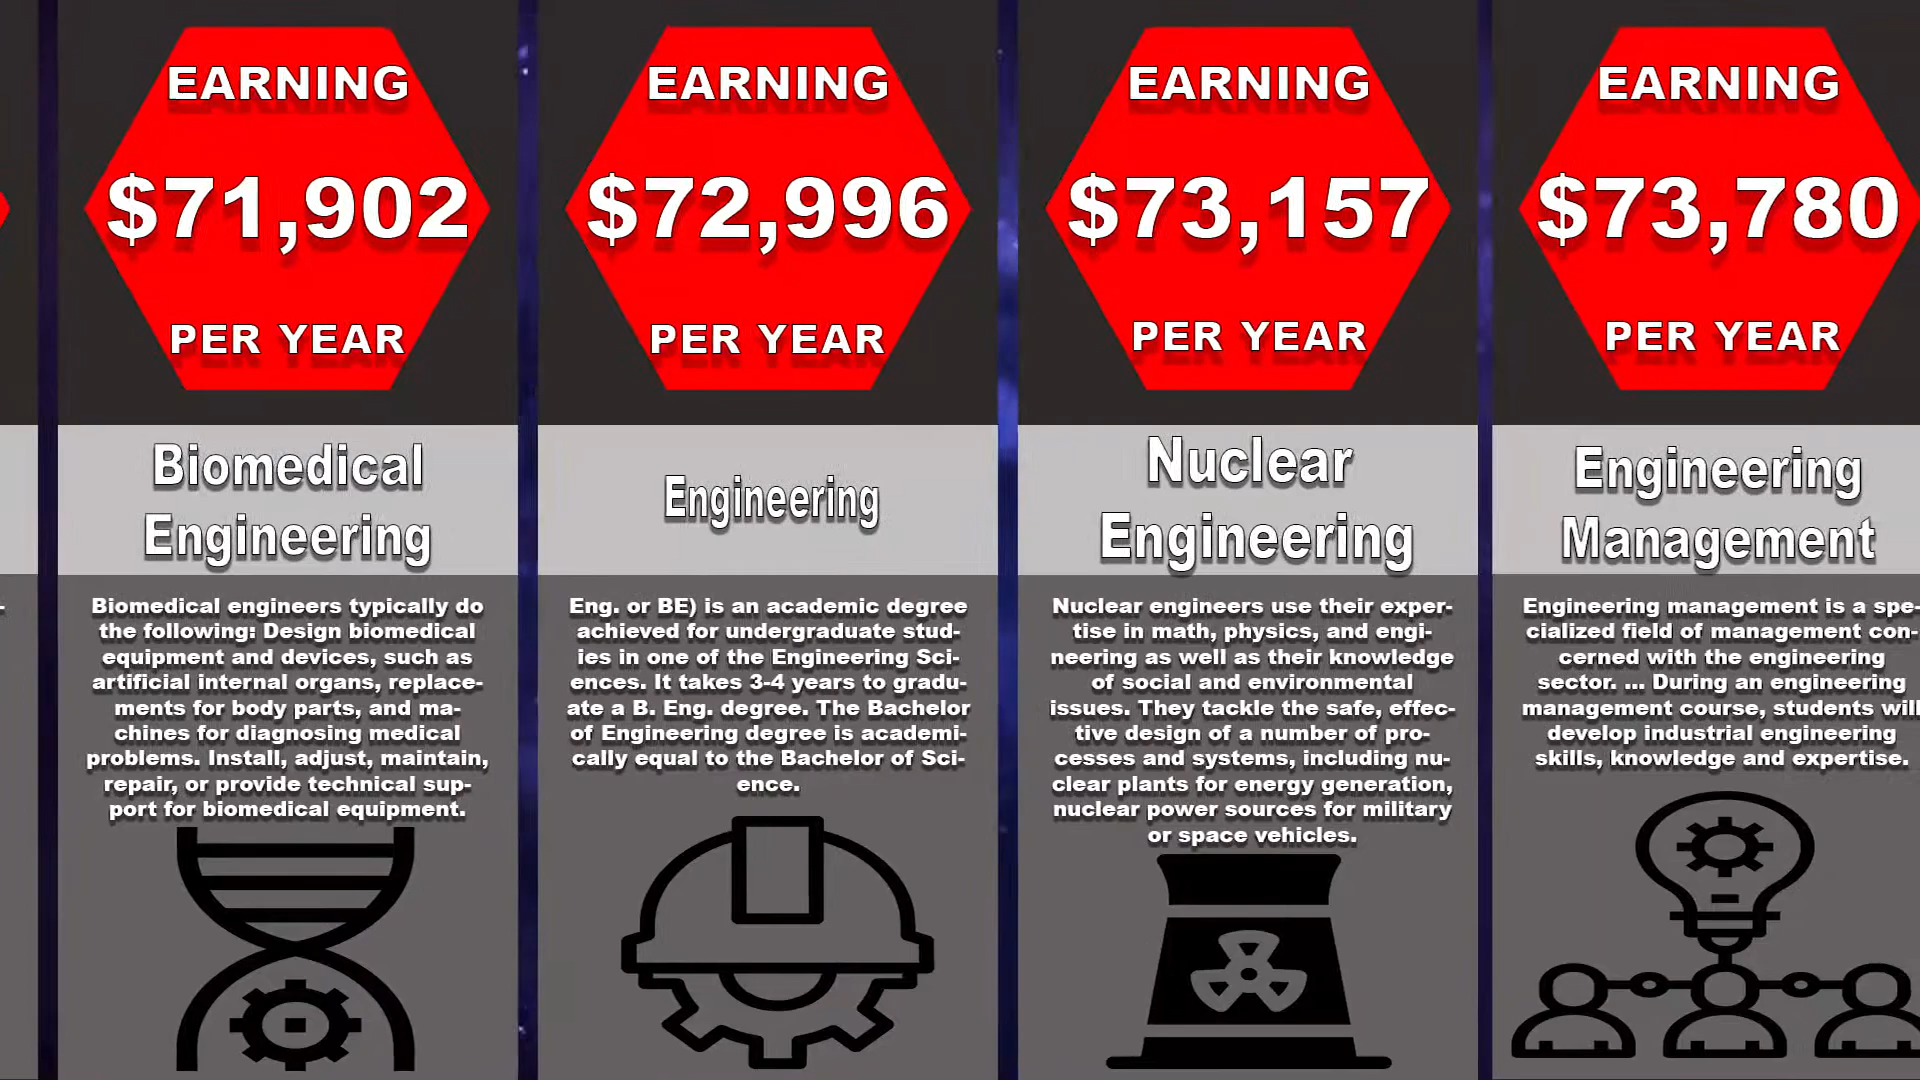 EARNING
$71,902
PER YEAR
Biomedical
Engineering
Biomedical engineers typically do
the following: Design biomedical
equipment and devices, such as
artificial internal organs, replace-
ments for body parts, and ma-
chines for diagnosing medical
problems. Install, adjust, maintain,
repair, or provide technical sup-
port for biomedical equipment.
EARNING
$72,996
PER YEAR
Engineering
Eng. or BE) is an academic degree
achieved for undergraduate stud-
ies in one of the Engineering Sci-
ences. It takes 3-4 years to gradu-
ate a B. Eng. degree. The Bachelor
of Engineering degree is academi-
cally equal to the Bachelor of Sci-
ence.
EARNING
$73,157
PER YEAR
Nuclear
Engineering
Nuclear engineers use their exper-
tise in math, physics, and engi-
neering as well as their knowledge
of social and environmental
issues. They tackle the safe, effec-
tive design of a number of pro-
cesses and systems, including nu-
clear plants for energy generation,
nuclear power sources for military
or space vehicles.
EARNING
$73,780
PER YEAR
Engineering
Management
Engineering management is a spe-
cialized field of management con-
cerned with the engineering
sector. ... During an engineering
management course, students will
develop industrial engineering
skills, knowledge and expertise.